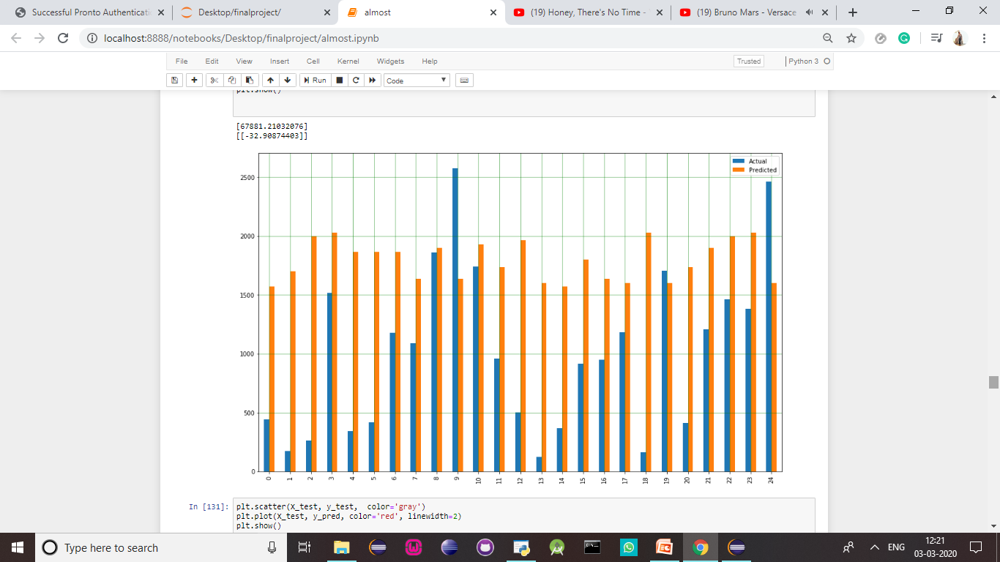 Successful Pronto Authenticati
Desktop/finalproject/
almost
(19) Honey, There's No Time -
(19) Bruno Mars - Versace
localhost:8888/notebooks/Desktop/finalproject/almost.ipynb
File Edit View Insert Cell Kernel Widgets Help
Trusted
Python 3
Run
Code
plt.show()
[67881.21032076]
[[-32.90874403]]
Actual
Predicted
2500
2000
1500
1000
500
0
0 1 2 3 4 5 6 7 8 9 10 11 12 13 14 15 16 17 18 19 20 21 22 23 24
In [131]:
plt.scatter(X_test, y_test,  color='gray')
plt.plot(X_test, y_pred, color='red', linewidth=2)
plt.show()
Type here to search
ENG
12:21
03-03-2020